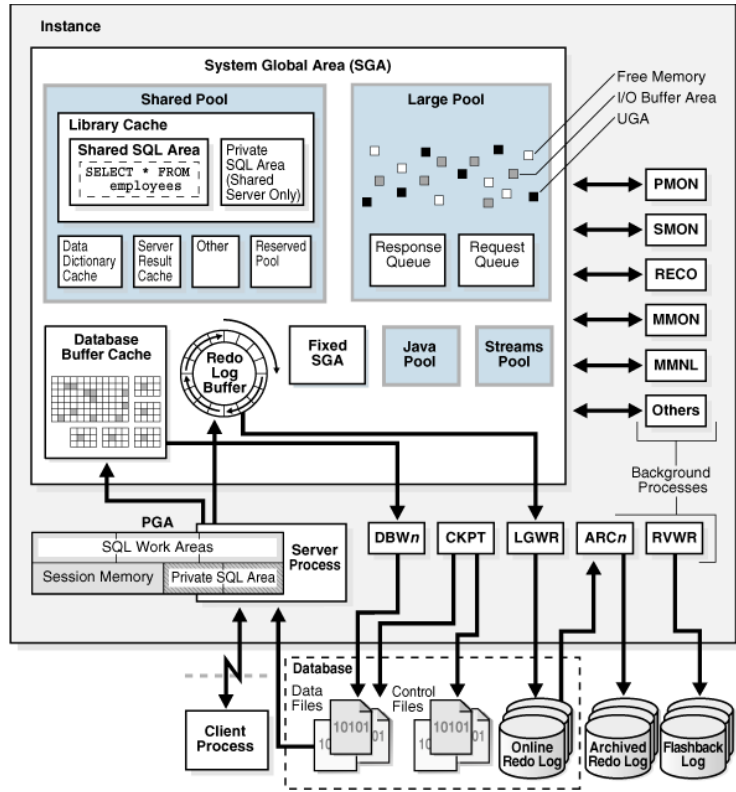 Instance
System Global Area (SGA)
Shared Pool
Library Cache
Shared SQL Area
SELECT * FROM
employees
Private
SQL Area
(Shared
Server Only)
Data
Dictionary
Cache
Server
Result
Cache
Other
Reserved
Pool
Large Pool
Response
Queue
Request
Queue
Free Memory
I/O Buffer Area
UGA
PMON
SMON
RECO
MMON
MMNL
Others
Background
Processes
Database
Buffer Cache
Redo
Log
Buffer
Fixed
SGA
Java
Pool
Streams
Pool
PGA
SQL Work Areas
Session Memory
Private SQL Area
Server
Process
DBWn
CKPT
LGWR
ARCn
RVWR
Client
Process
Database
Data
Files
10101
10
101
Control
Files
10101
10
01
Online
Redo Log
Archived
Redo Log
Flashback
Log